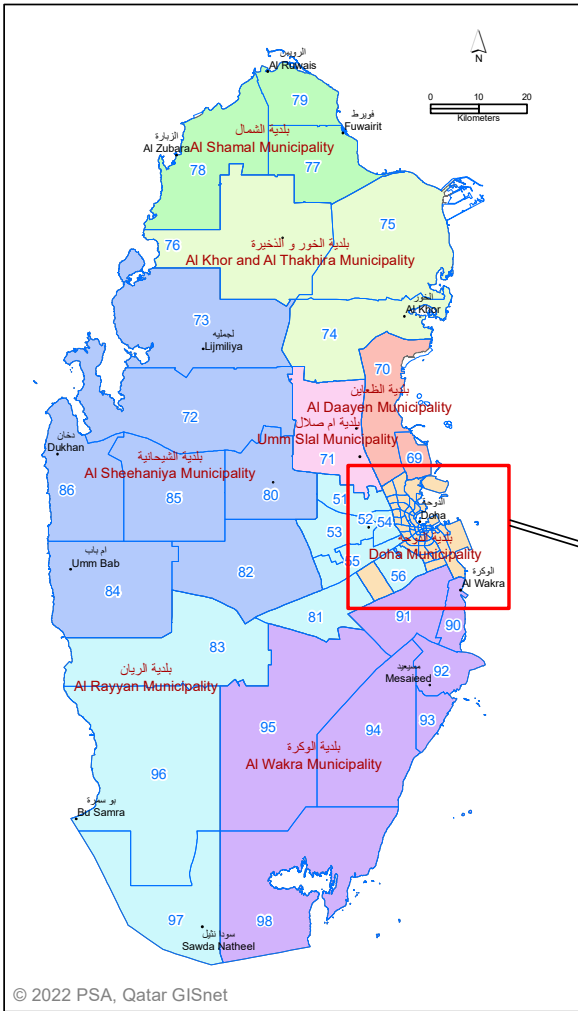 الرويس
Al Ruwais
N
79
0 10 20
Kilometers
فويرط
Fuwairit
بلدية الشمال
Al Shamal Municipality
الزبارة
Al Zubara
77
78
75
76
بلدية الخور و الذخيرة
Al Khor and Al Thakhira Municipality
الخور
Al Khor
73
لجميليه
Lijmiliya
74
70
بلدية الظعاين
Al Daayen Municipality
72
بلدية ام صلال
Umm Slal Municipality
71
69
دخان
Dukhan
بلدية الشيحانية
Al Sheehaniya Municipality
86
85
80
51
الدوحة
Doha
52
54
53
بلدية الدوحة
Doha Municipality
55
56
ام باب
Umm Bab
84
82
الوكرة
Al Wakra
81
91
90
83
بلدية الريان
Al Rayyan Municipality
مسيعيد
Mesaieed
92
93
95
94
بلدية الوكرة
Al Wakra Municipality
96
بو سمرة
Bu Samra
97
98
سودا نثيل
Sawda Natheel
© 2022 PSA, Qatar GISnet